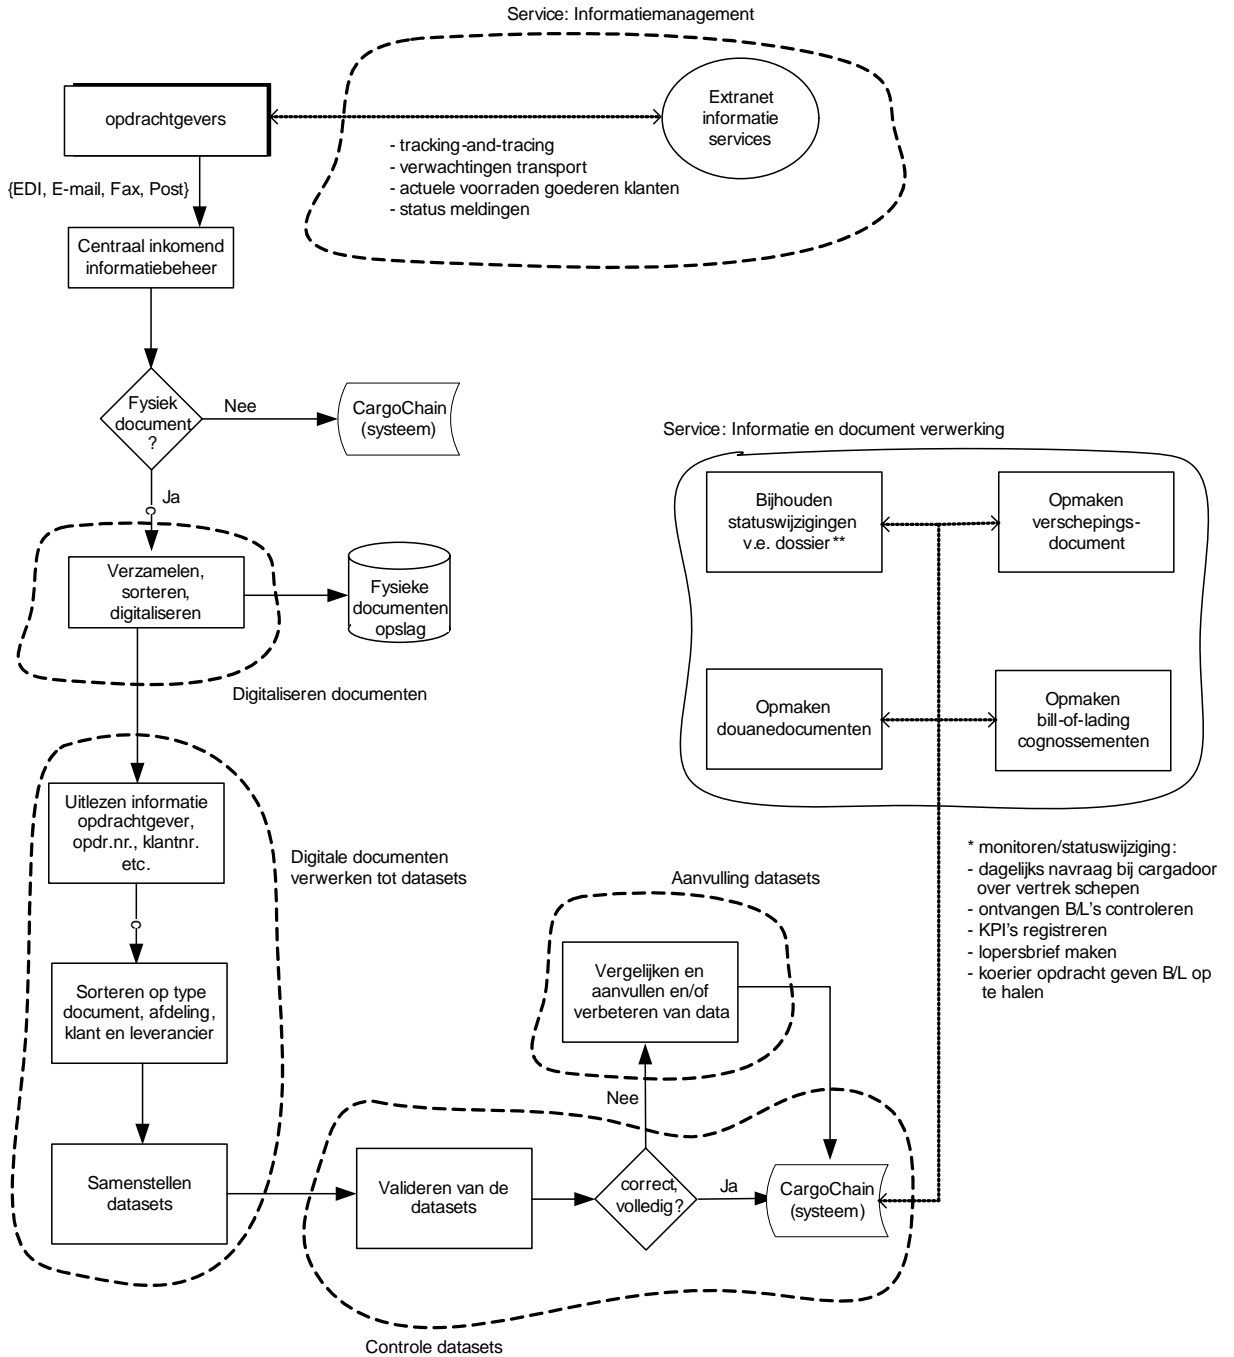 Service: Informatiemanagement
opdrachtgevers
Extranet
informatie
services
- tracking-and-tracing
- verwachtingen transport
- actuele voorraden goederen klanten
- status meldingen
{EDI, E-mail, Fax, Post}
Centraal inkomend
informatiebeheer
Fysiek
document
?
Nee
CargoChain
(systeem)
Ja
c
Verzamelen,
sorteren,
digitaliseren
Fysieke
documenten
opslag
Digitaliseren documenten
Service: Informatie en document verwerking
Bijhouden
statuswijzigingen
v.e. dossier **
Opmaken
verschepings-
document
Opmaken
douanedocumenten
Opmaken
bill-of-lading
cognossementen
Uitlezen informatie
opdrachtgever,
opdr.nr., klantnr.
etc.
c
Digitale documenten
verwerken tot datasets
Sorteren op type
document, afdeling,
klant en leverancier
Samenstellen
datasets
* monitoren/statuswijziging:
- dagelijks navraag bij cargadoor
over vertrek schepen
- ontvangen B/L's controleren
- KPI's registreren
- lopersbrief maken
- koerier opdracht geven B/L op
te halen
Aanvulling datasets
Vergelijken en
aanvullen en/of
verbeteren van data
Nee
Valideren van de
datasets
correct,
volledig?
Ja
CargoChain
(systeem)
Controle datasets